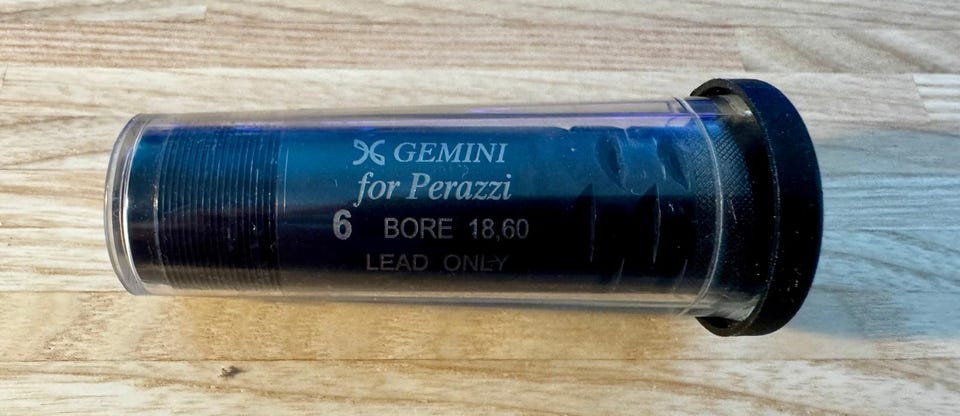 GEMINI
for Perazzi
6 BORE 18,60
LEAD ONLY